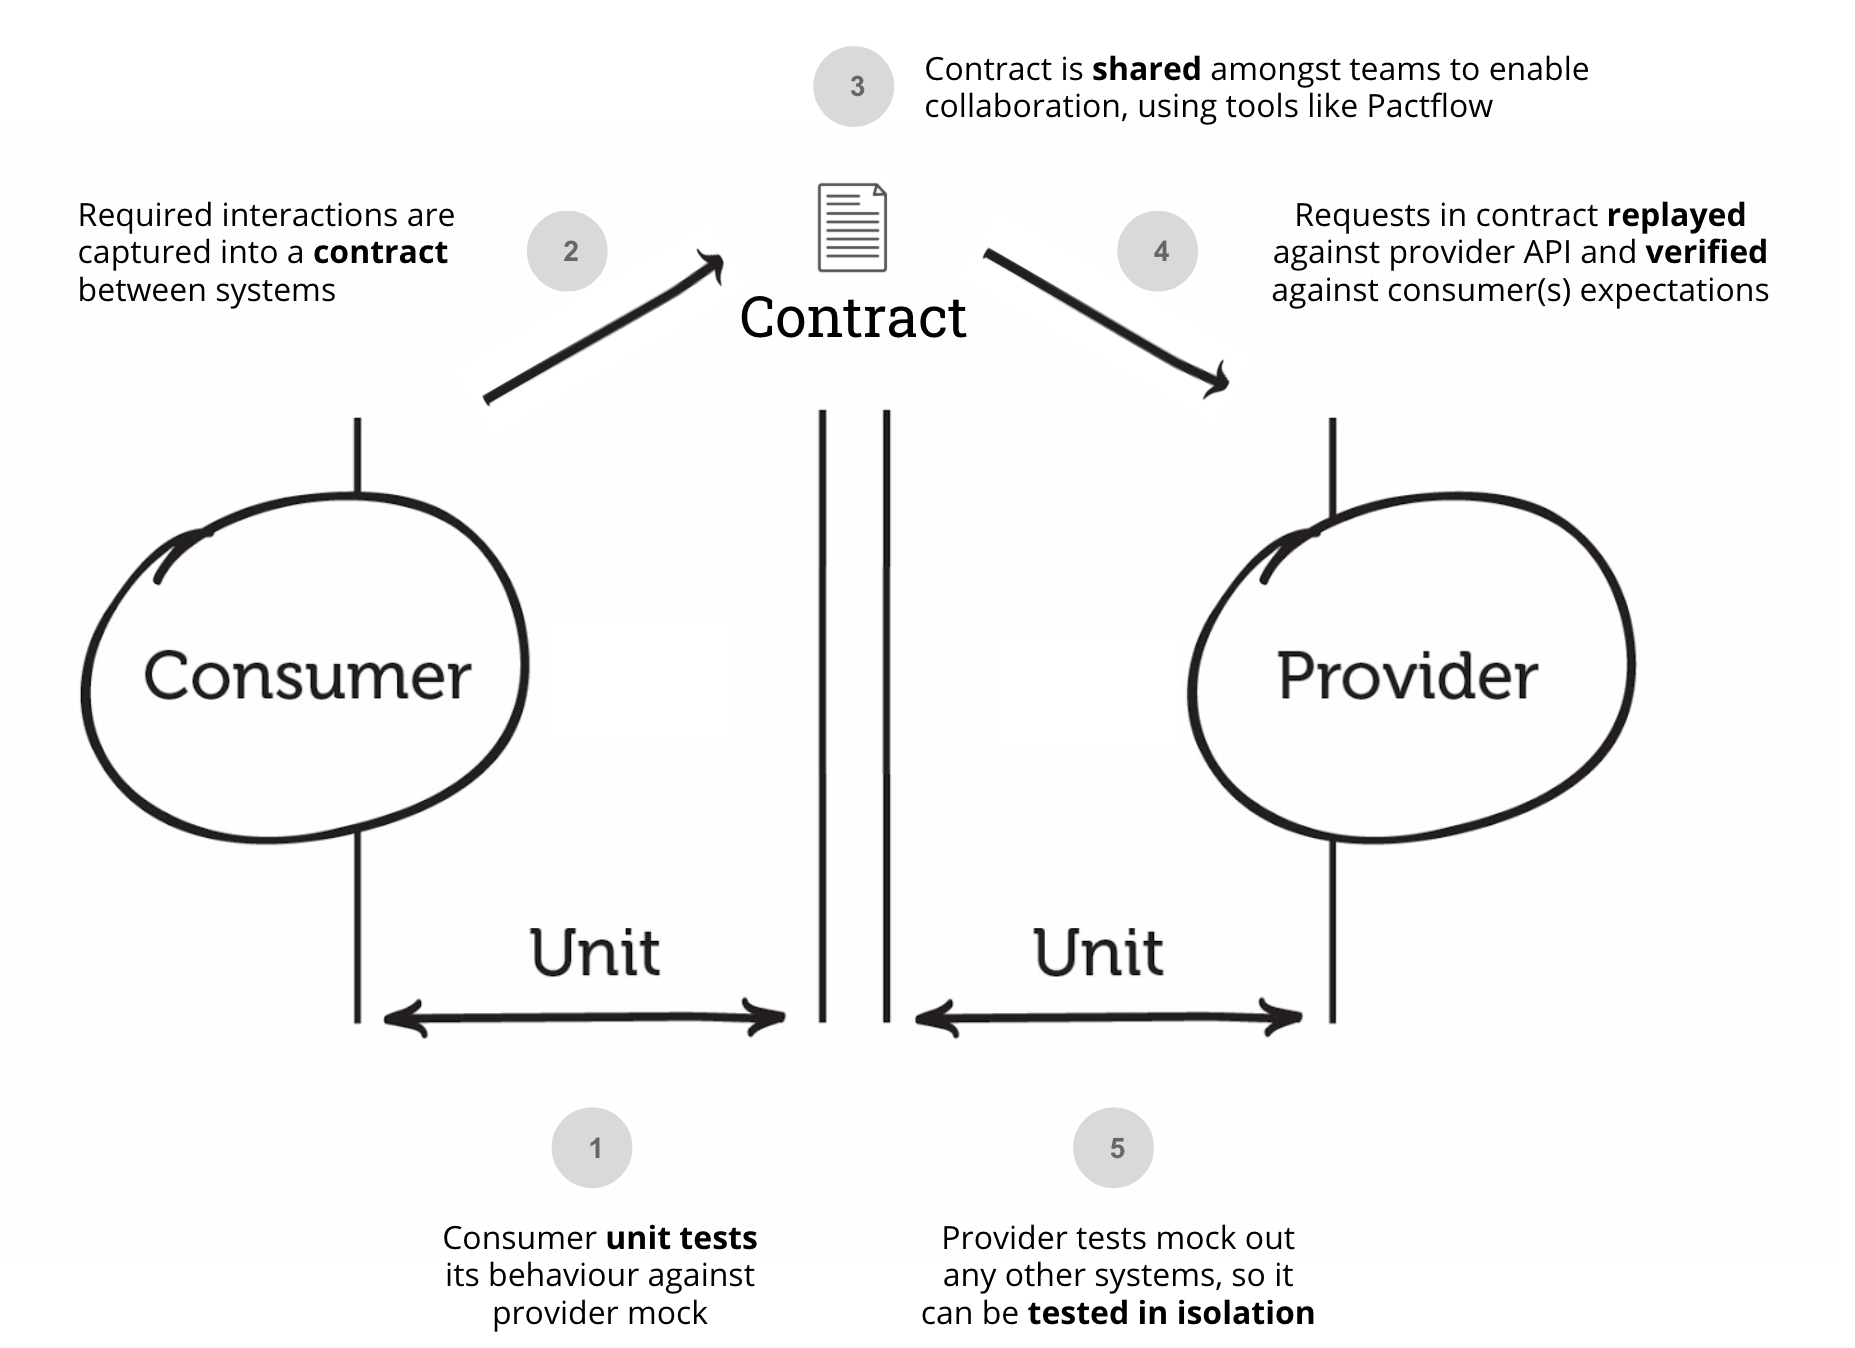 3
Contract is shared amongst teams to enable
collaboration, using tools like Pactflow
Required interactions are
captured into a contract
between systems
2
4
Requests in contract replayed
against provider API and verified
against consumer(s) expectations
Contract
Consumer
Provider
Unit
Unit
1
Consumer unit tests
its behaviour against
provider mock
5
Provider tests mock out
any other systems, so it
can be tested in isolation